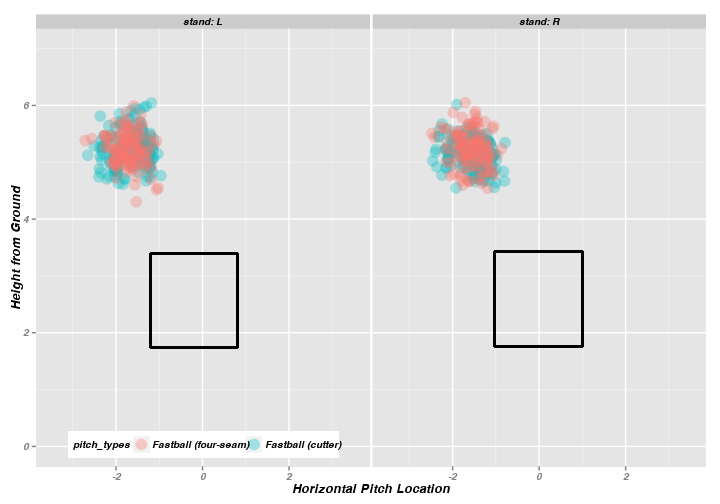 stand: L
stand: R
Height from Ground
6
4
2
0
pitch_types Fastball (four-seam) Fastball (cutter)
-2 0 2 -2 0 2
Horizontal Pitch Location